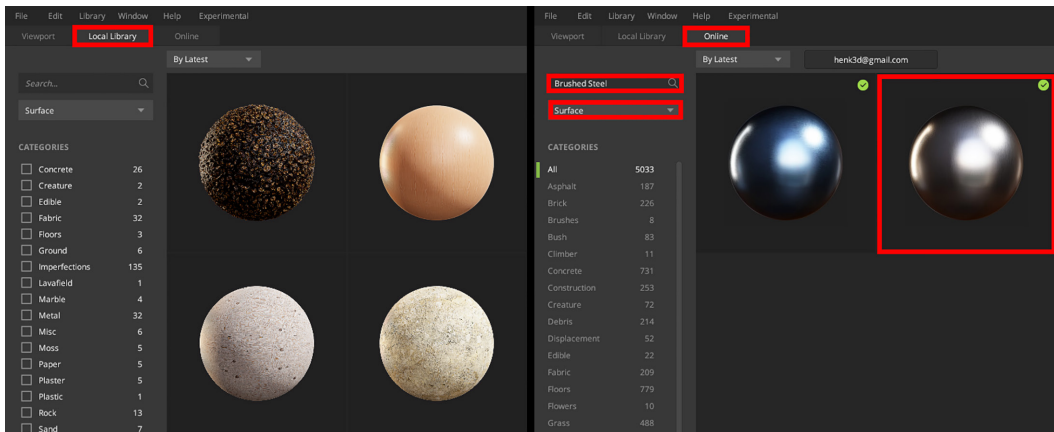 File Edit Library Window Help Experimental
Viewport Local Library Online
By Latest
Search...
Surface
CATEGORIES
Concrete 26
Creature 2
Edible 2
Fabric 32
Floors 3
Ground 6
Imperfections 135
Lavafield 1
Marble 4
Metal 32
Misc 6
Moss 5
Paper 5
Plaster 5
Plastic 1
Rock 13
Sand 7
File Edit Library Window Help Experimental
Viewport Local Library Online
By Latest henk3d@gmail.com
Brushed Steel
Surface
CATEGORIES
All 5033
Asphalt 187
Brick 226
Brushes 8
Bush 83
Climber 11
Concrete 731
Construction 253
Creature 72
Debris 214
Displacement 52
Edible 22
Fabric 209
Floors 779
Flowers 10
Grass 488